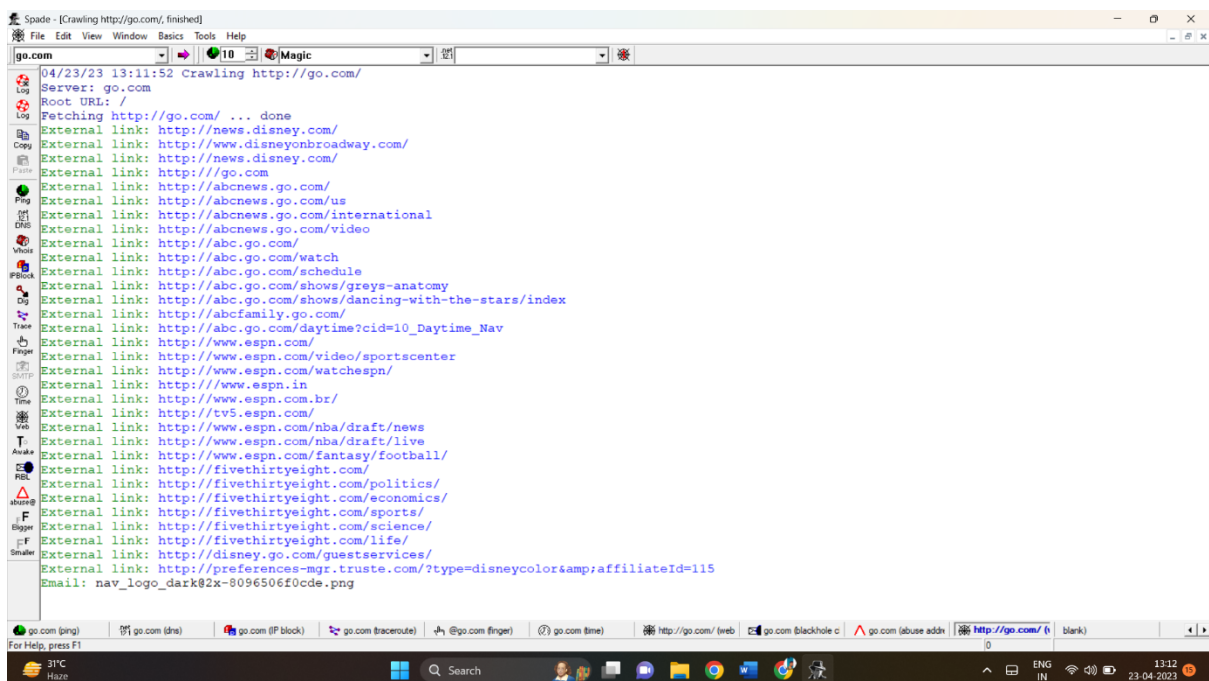 Spade - [Crawling http://go.com/, finished]
File Edit View Window Basics Tools Help
go.com 10 Magic
04/23/23 13:11:52 Crawling http://go.com/
Server: go.com
Root URL: /
Fetching http://go.com/ ... done
External link: http://news.disney.com/
External link: http://www.disneyonbroadway.com/
External link: http://news.disney.com/
External link: http:///go.com
External link: http://abcnews.go.com/
External link: http://abcnews.go.com/us
External link: http://abcnews.go.com/international
External link: http://abcnews.go.com/video
External link: http://abc.go.com/
External link: http://abc.go.com/watch
External link: http://abc.go.com/schedule
External link: http://abc.go.com/shows/greys-anatomy
External link: http://abc.go.com/shows/dancing-with-the-stars/index
External link: http://abcfamily.go.com/
External link: http://abc.go.com/daytime?cid=10_Daytime_Nav
External link: http://www.espn.com/
External link: http://www.espn.com/video/sportscenter
External link: http://www.espn.com/watchespn/
External link: http:///www.espn.in
External link: http://www.espn.com.br/
External link: http://tv5.espn.com/
External link: http://www.espn.com/nba/draft/news
External link: http://www.espn.com/nba/draft/live
External link: http://www.espn.com/fantasy/football/
External link: http://fivethirtyeight.com/
External link: http://fivethirtyeight.com/politics/
External link: http://fivethirtyeight.com/economics/
External link: http://fivethirtyeight.com/sports/
External link: http://fivethirtyeight.com/science/
External link: http://fivethirtyeight.com/life/
External link: http://disney.go.com/guestservices/
External link: http://preferences-mgr.truste.com/?type=disneycolor&amp;affiliateId=115
Email: nav_logo_dark@2x-8096506f0cde.png
Log
Log
Copy
Paste
Ping
DNS
Whois
IPBlock
Dig
Trace
Finger
SMTP
Time
Web
Awake
RBL
abuse@
Bigger
Smaller
go.com (ping) go.com (dns) go.com (IP block) go.com (traceroute) @go.com (finger) go.com (time) http://go.com/ (web go.com (blackhole c go.com (abuse addre http://go.com/ (w blank)
For Help, press F1 0
31°C
Haze
Search
ENG
IN
13:12
23-04-2023
15